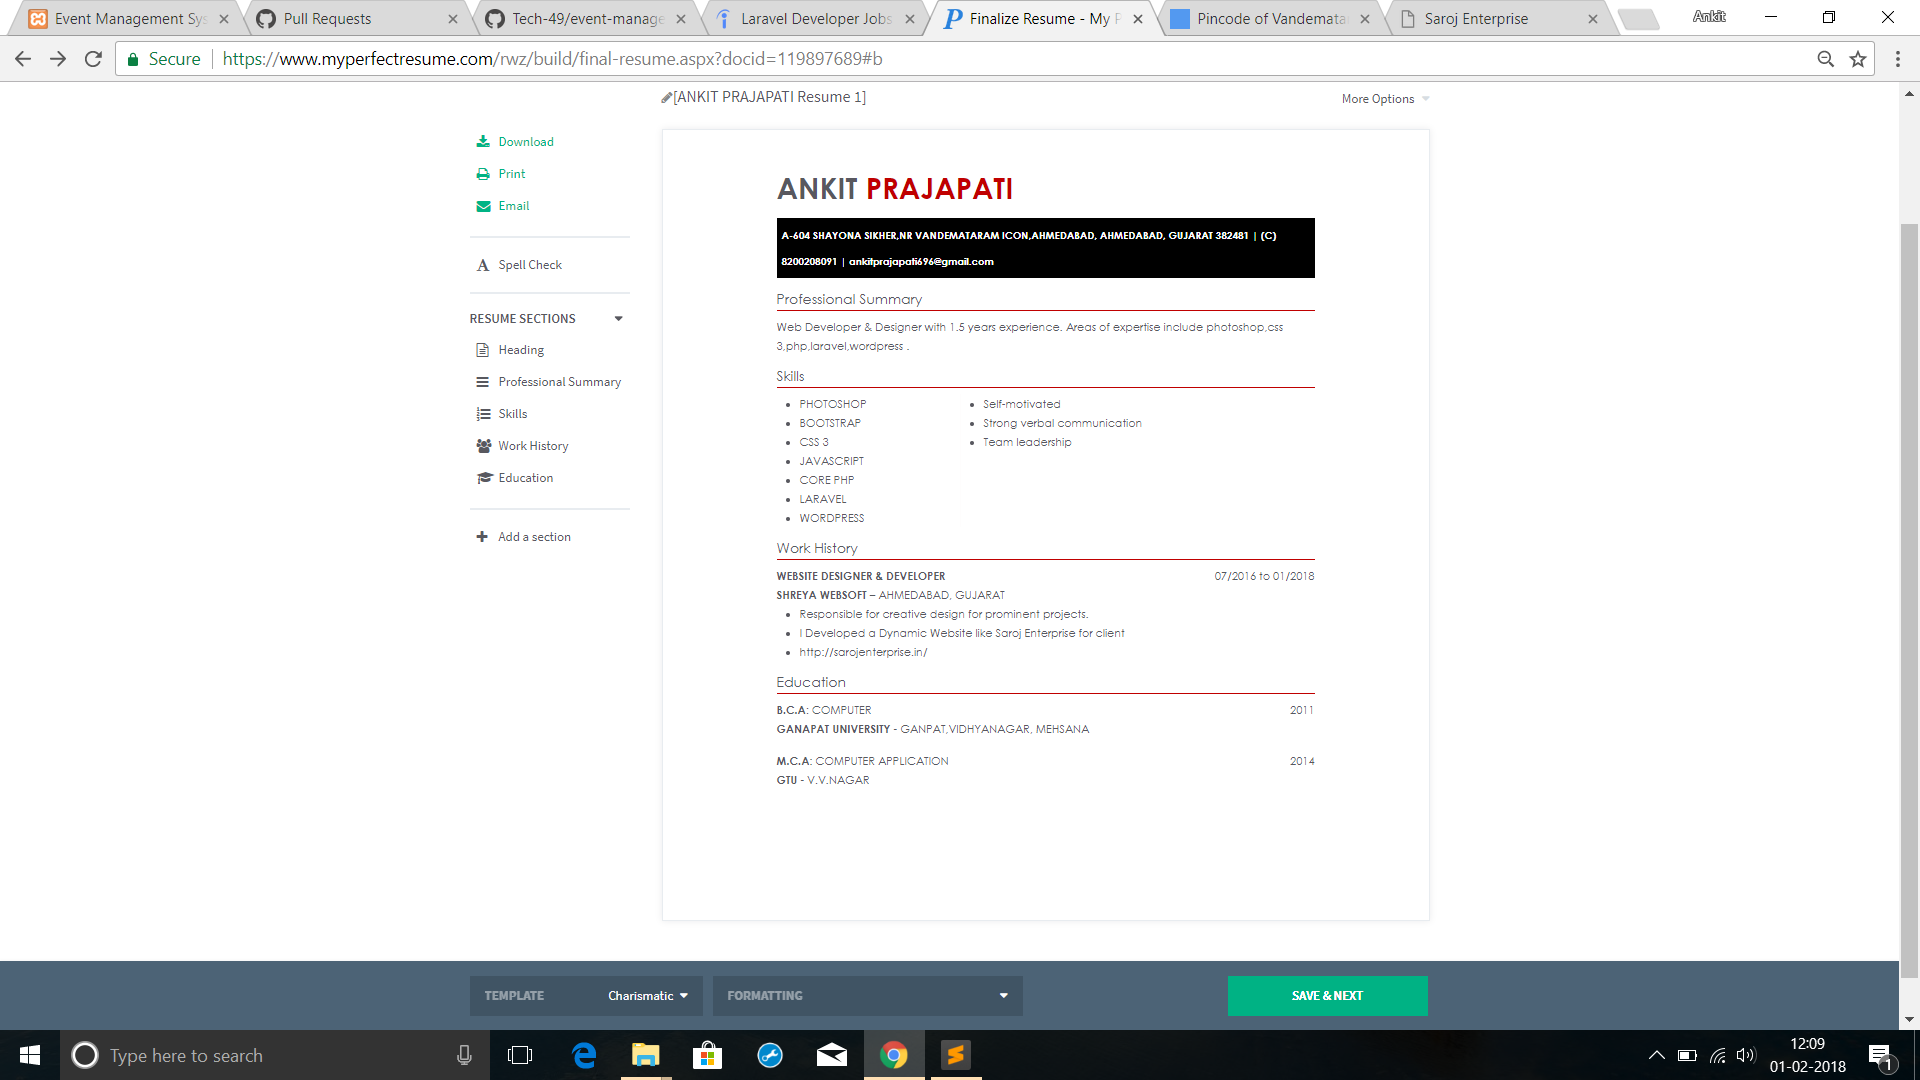 Event Management Sy
Pull Requests
Tech-49/event-manage
Laravel Developer Jobs
Finalize Resume - My P
Pincode of Vandemata
Saroj Enterprise
Ankit
Secure
https://www.myperfectresume.com/rwz/build/final-resume.aspx?docid=119897689#b
[ANKIT PRAJAPATI Resume 1]
More Options
Download
Print
Email
Spell Check
RESUME SECTIONS
Heading
Professional Summary
Skills
Work History
Education
Add a section
ANKIT PRAJAPATI
A-604 SHAYONA SIKHER,NR VANDEMATARAM ICON,AHMEDABAD, AHMEDABAD, GUJARAT 382481 | (C)
8200208091 | ankitprajapati696@gmail.com
Professional Summary
Web Developer & Designer with 1.5 years experience. Areas of expertise include photoshop,css
3,php,laravel,wordpress .
Skills
PHOTOSHOP
BOOTSTRAP
CSS 3
JAVASCRIPT
CORE PHP
LARAVEL
WORDPRESS
Self-motivated
Strong verbal communication
Team leadership
Work History
WEBSITE DESIGNER & DEVELOPER 07/2016 to 01/2018
SHREYA WEBSOFT – AHMEDABAD, GUJARAT
Responsible for creative design for prominent projects.
I Developed a Dynamic Website like Saroj Enterprise for client
http://sarojenterprise.in/
Education
B.C.A: COMPUTER 2011
GANAPAT UNIVERSITY - GANPAT,VIDHYANAGAR, MEHSANA
M.C.A: COMPUTER APPLICATION 2014
GTU - V.V.NAGAR
TEMPLATE
Charismatic
FORMATTING
SAVE & NEXT
Type here to search
12:09
01-02-2018
1